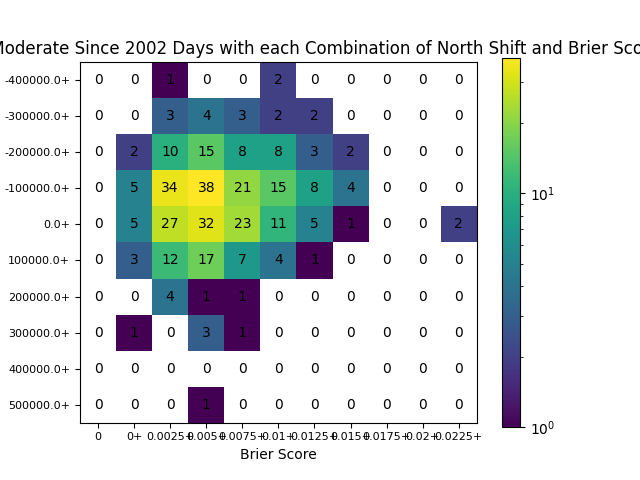 Moderate Since 2002 Days with each Combination of North Shift and Brier Sco
-400000.0+ 0 0 1 0 0 2 0 0 0 0 0
-300000.0+ 0 0 3 4 3 2 2 0 0 0 0
-200000.0+ 0 2 10 15 8 8 3 2 0 0 0
-100000.0+ 0 5 34 38 21 15 8 4 0 0 0
0.0+ 0 5 27 32 23 11 5 1 0 0 2
100000.0+ 0 3 12 17 7 4 1 0 0 0 0
200000.0+ 0 0 4 1 1 0 0 0 0 0 0
300000.0+ 0 1 0 3 1 0 0 0 0 0 0
400000.0+ 0 0 0 0 0 0 0 0 0 0 0
500000.0+ 0 0 0 1 0 0 0 0 0 0 0
0 0+ 0.0025+ 0.005+ 0.0075+ 0.01+ 0.0125+ 0.015+ 0.0175+ 0.02+ 0.0225+
Brier Score
10^1
10^0